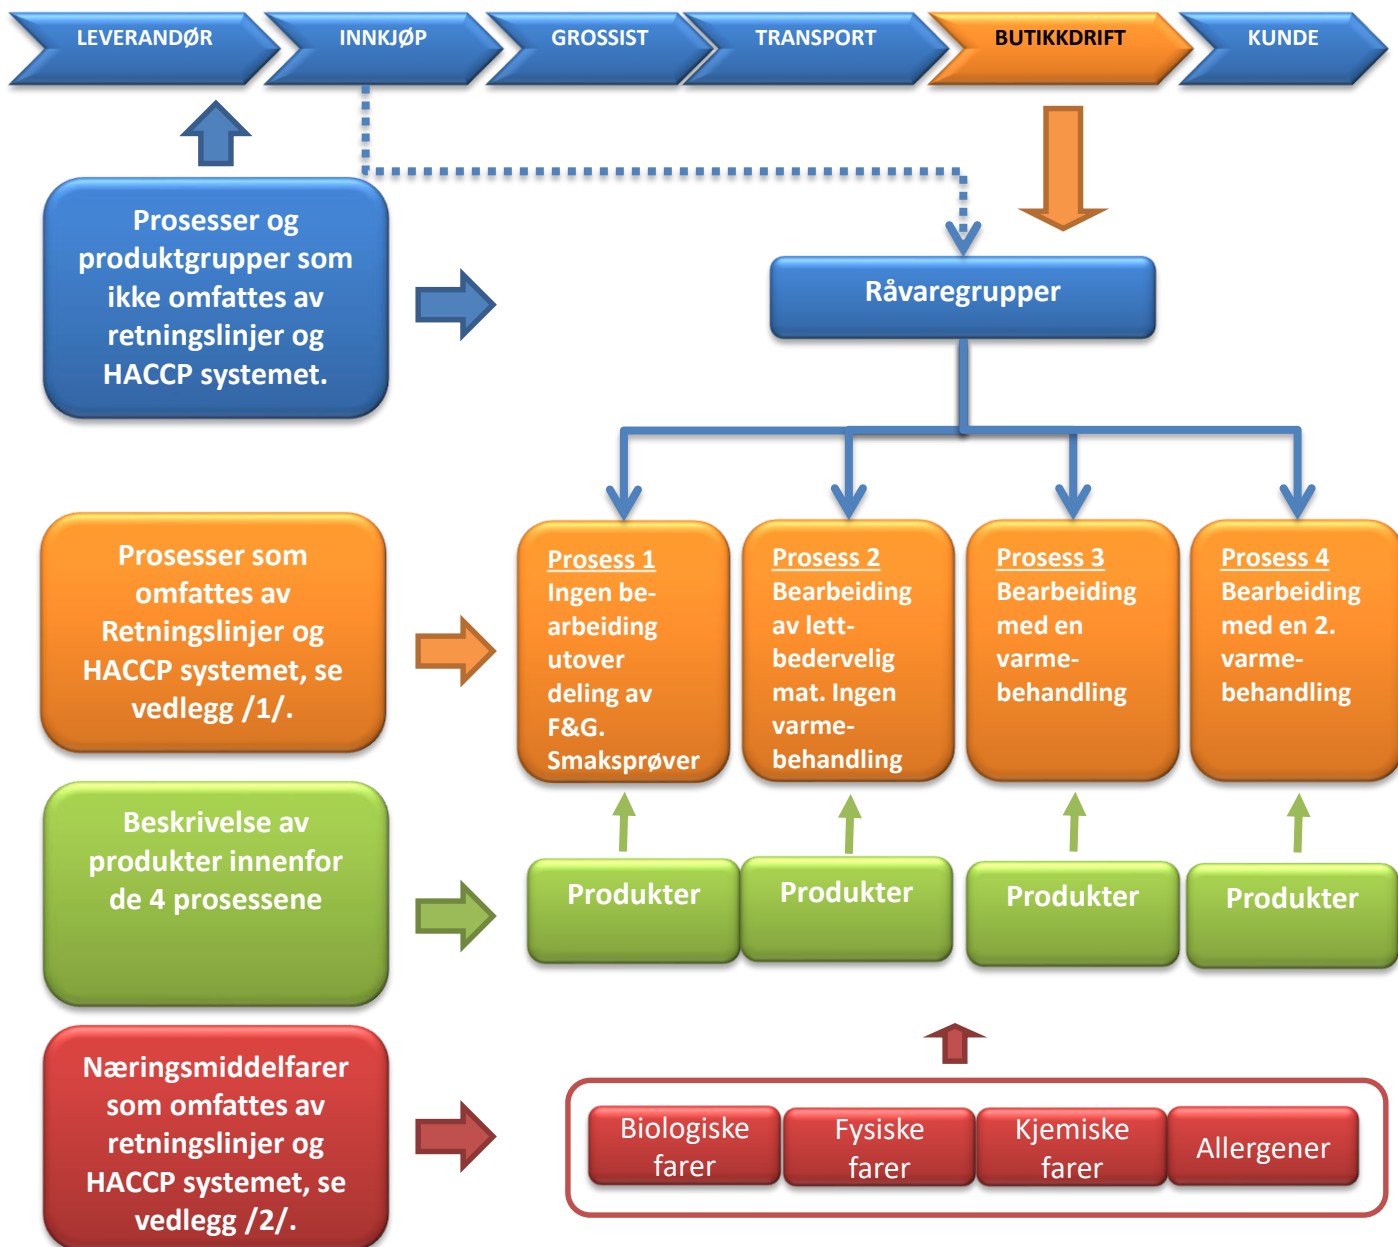 LEVERANDØR
INNKJØP
GROSSIST
TRANSPORT
BUTIKKDRIFT
KUNDE
Prosesser og
produktgrupper som
ikke omfattes av
retningslinjer og
HACCP systemet.
Råvaregrupper
Prosesser som
omfattes av
Retningslinjer og
HACCP systemet, se
vedlegg /1/.
Prosess 1
Ingen be-
arbeiding
utover
deling av
F&G.
Smaksprøver
Prosess 2
Bearbeiding
av lett-
bedervelig
mat. Ingen
varme-
behandling
Prosess 3
Bearbeiding
med en
varme-
behandling
Prosess 4
Bearbeiding
med en 2.
varme-
behandling
Beskrivelse av
produkter innenfor
de 4 prosessene
Produkter
Produkter
Produkter
Produkter
Næringsmiddelfarer
som omfattes av
retningslinjer og
HACCP systemet, se
vedlegg /2/.
Biologiske
farer
Fysiske
farer
Kjemiske
farer
Allergener